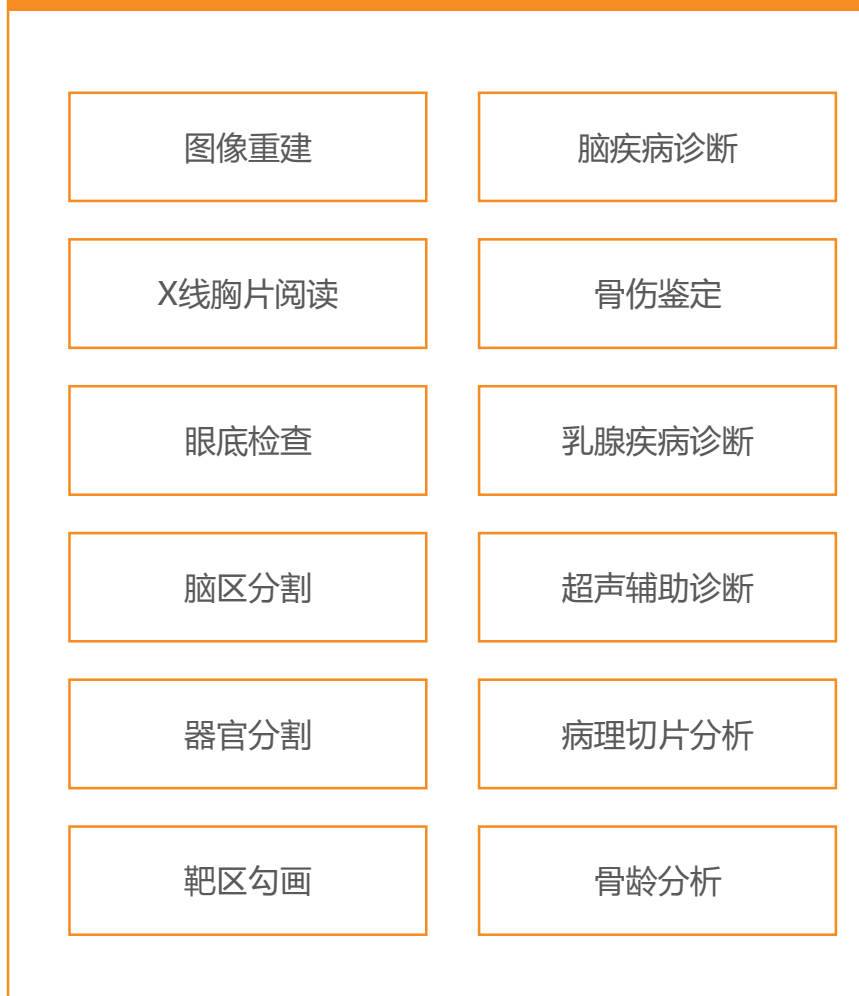 图像重建
脑疾病诊断
X线胸片阅读
骨伤鉴定
眼底检查
乳腺疾病诊断
脑区分割
超声辅助诊断
器官分割
病理切片分析
靶区勾画
骨龄分析